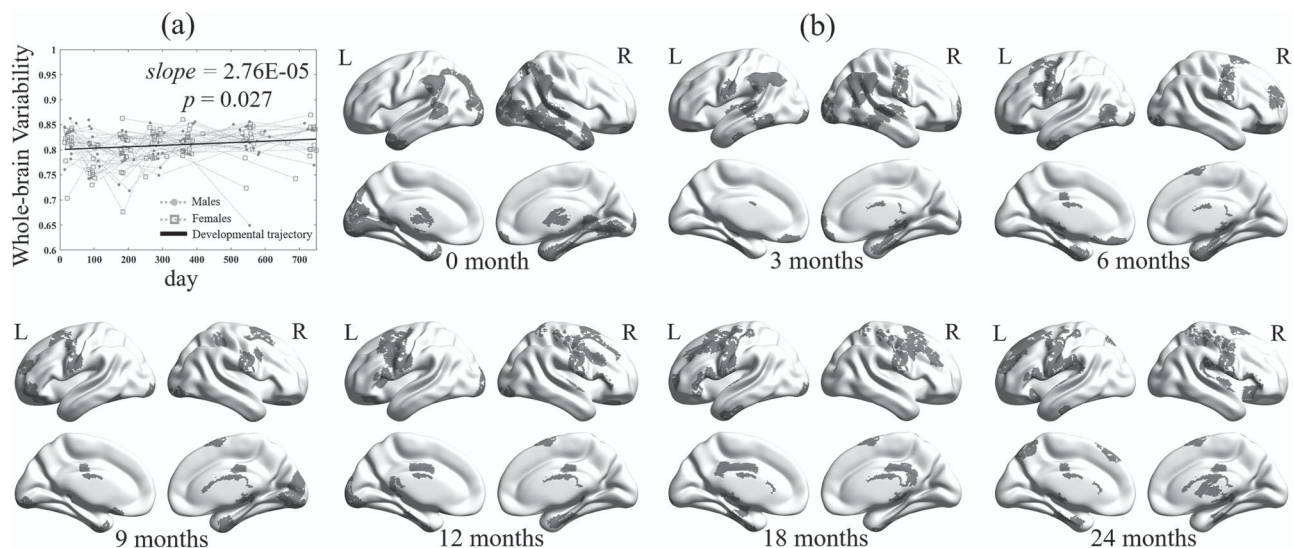 (a)
Whole-brain Variability
1
0.95
0.9
0.85
0.8
0.75
0.7
0.65
0.6
slope = 2.76E-05
p = 0.027
Males
Females
Developmental trajectory
0 100 200 300 400 500 600 700
day
(b)
L R
0 month
3 months
L R
6 months
L R
9 months
L R
12 months
L R
18 months
L R
24 months